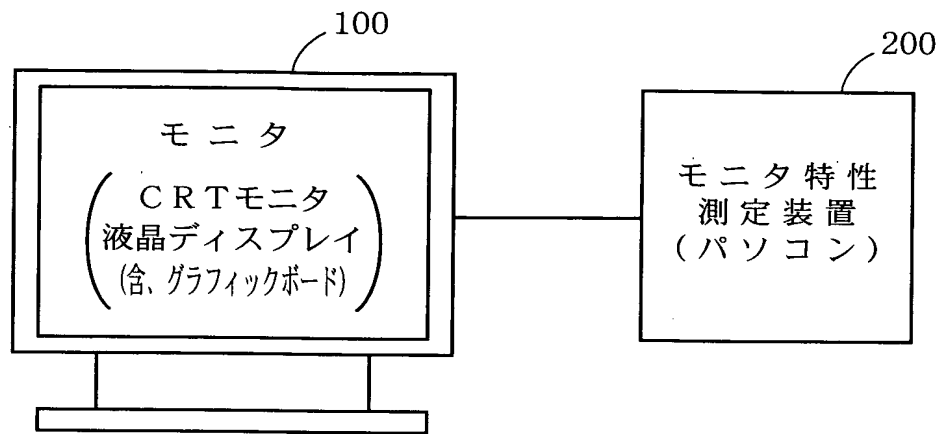 100
モニタ
CRTモニタ
液晶ディスプレイ
(含、グラフィックボード)
200
モニタ特性
測定装置
(パソコン)